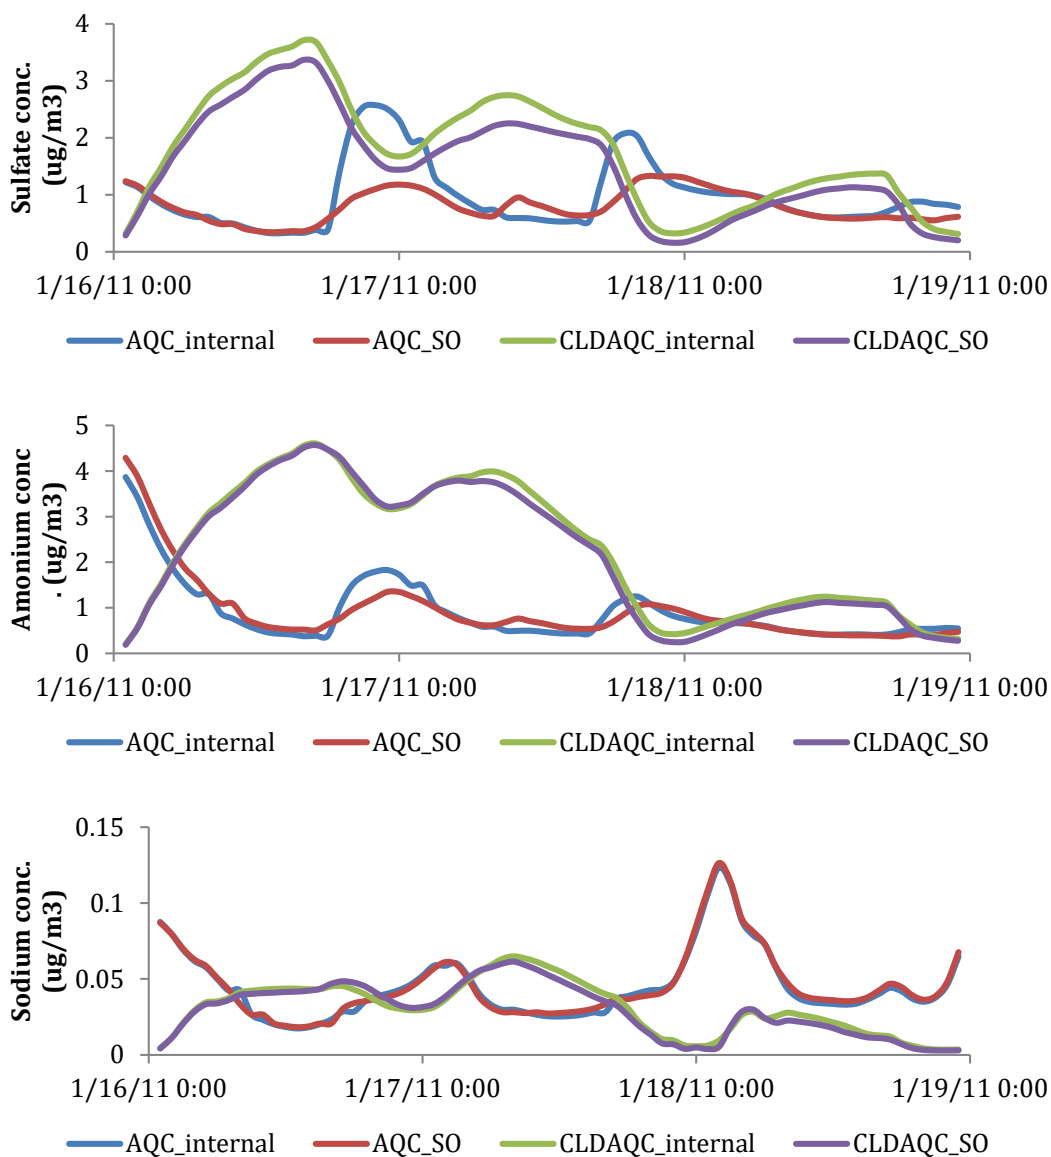 Sulfate conc.
(ug/m3)
4
3
2
1
0
1/16/11 0:00 1/17/11 0:00 1/18/11 0:00 1/19/11 0:00
AQC_internal AQC_SO CLDAQC_internal CLDAQC_SO
Amonium conc
. (ug/m3)
5
4
3
2
1
0
1/16/11 0:00 1/17/11 0:00 1/18/11 0:00 1/19/11 0:00
AQC_internal AQC_SO CLDAQC_internal CLDAQC_SO
Sodium conc.
(ug/m3)
0.15
0.1
0.05
0
1/16/11 0:00 1/17/11 0:00 1/18/11 0:00 1/19/11 0:00
AQC_internal AQC_SO CLDAQC_internal CLDAQC_SO